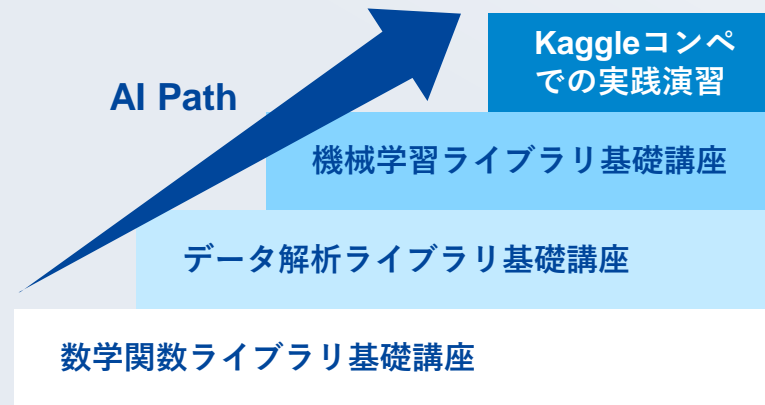 Kaggleコンペ
での実践演習
AI Path
機械学習ライブラリ基礎講座
データ解析ライブラリ基礎講座
数学関数ライブラリ基礎講座